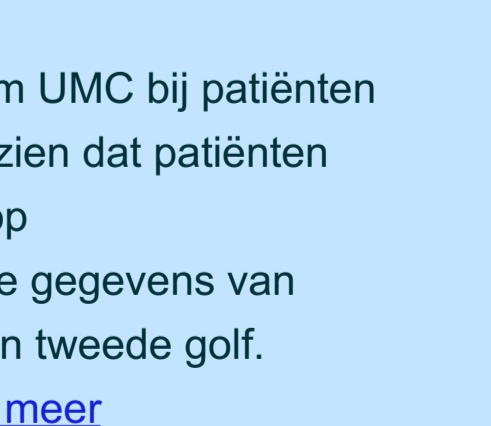 m UMC bij patiënten
zien dat patiënten
op
e gegevens van
n tweede golf.
meer